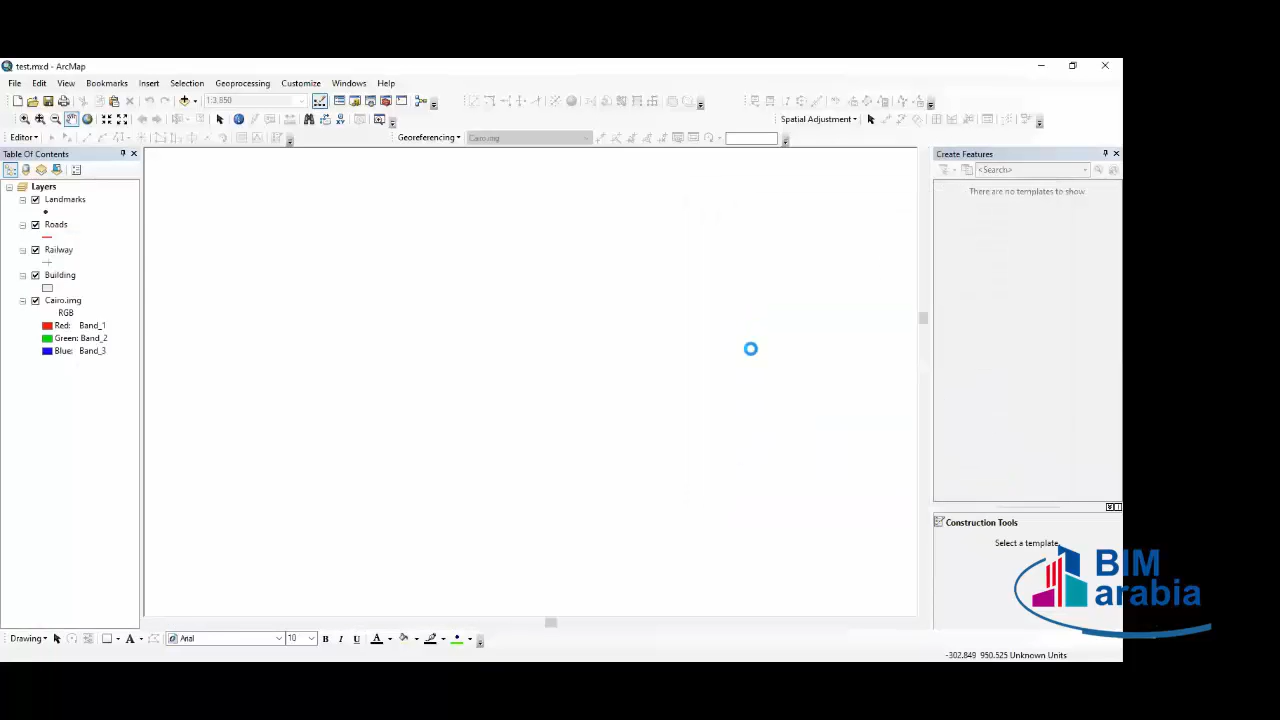 test.mxd - ArcMap
File Edit View Bookmarks Insert Selection Geoprocessing Customize Windows Help
1:3,850
Spatial Adjustment
Editor Georeferencing Cairo.img
Table Of Contents
Layers
Landmarks
Roads
Railway
Building
Cairo.img
RGB
Red: Band_1
Green: Band_2
Blue: Band_3
Create Features
<Search>
There are no templates to show.
Construction Tools
Select a template.
BIM
arabia
Drawing A Arial 10 B I U A
-302.849 950.525 Unknown Units